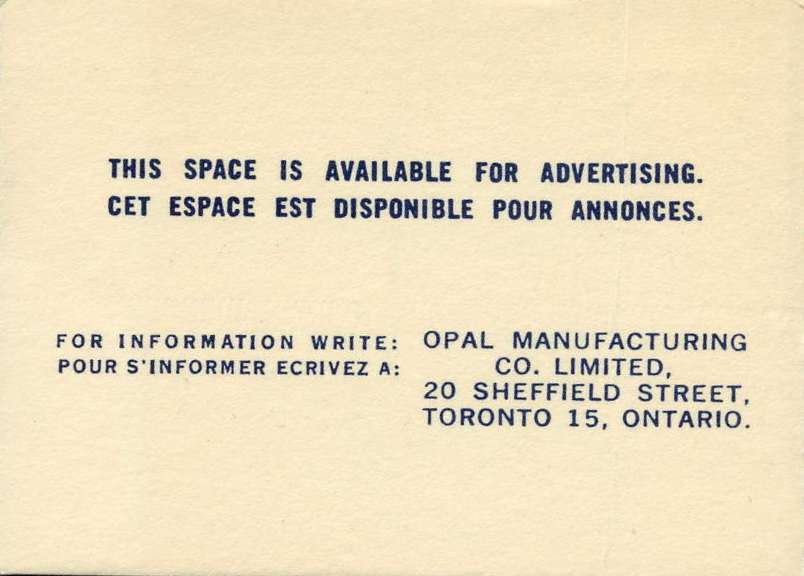 THIS SPACE IS AVAILABLE FOR ADVERTISING.
CET ESPACE EST DISPONIBLE POUR ANNONCES.
FOR INFORMATION WRITE: OPAL MANUFACTURING
POUR S'INFORMER ECRIVEZ A: CO. LIMITED,
20 SHEFFIELD STREET,
TORONTO 15, ONTARIO.